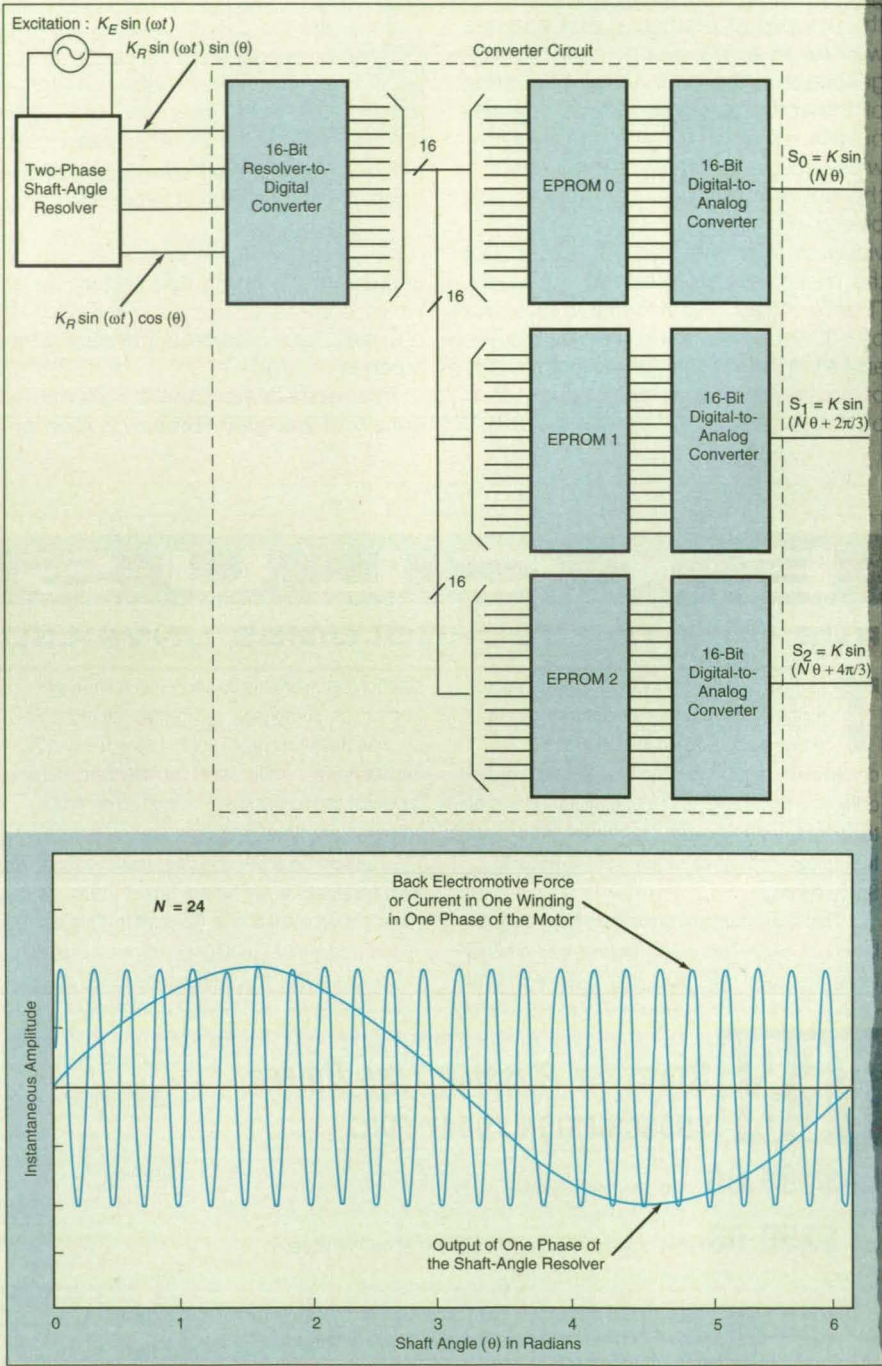 Excitation : K_E sin (ωt)
K_R sin (ωt) sin (θ)
Converter Circuit
Two-Phase
Shaft-Angle
Resolver
16-Bit
Resolver-to-
Digital
Converter
16
EPROM 0
16-Bit
Digital-to-
Analog
Converter
S_0 = K sin
(N θ)
K_R sin (ωt) cos (θ)
16
EPROM 1
16-Bit
Digital-to-
Analog
Converter
S_1 = K sin
(N θ + 2π/3)
16
EPROM 2
16-Bit
Digital-to-
Analog
Converter
S_2 = K sin
(N θ + 4π/3)
N = 24
Back Electromotive Force
or Current in One Winding
in One Phase of the Motor
Instantaneous Amplitude
Output of One Phase of
the Shaft-Angle Resolver
0 1 2 3 4 5 6
Shaft Angle (θ) in Radians